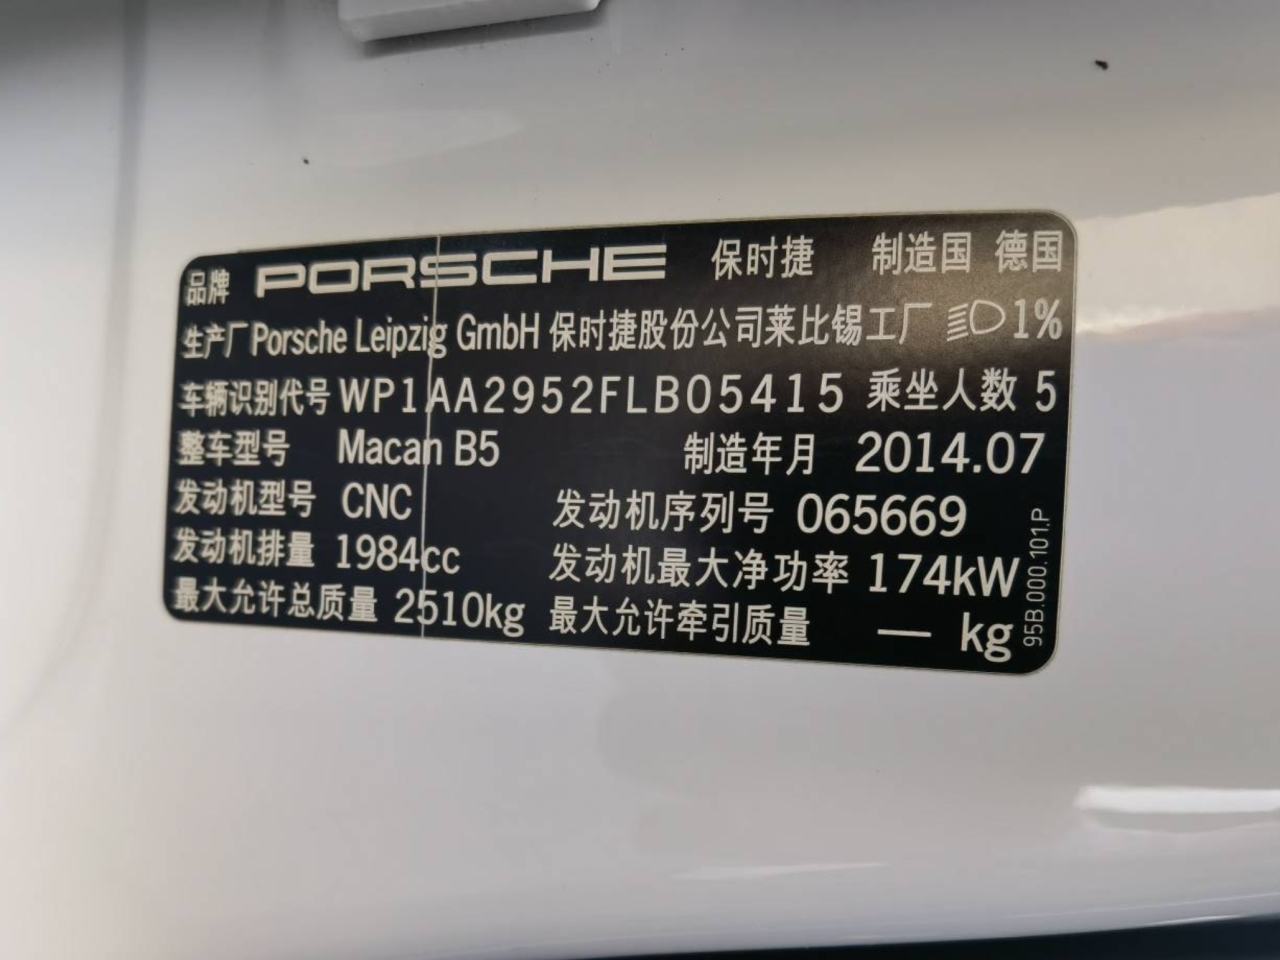 品牌 PORSCHE 保时捷 制造国 德国
生产厂 Porsche Leipzig GmbH 保时捷股份公司莱比锡工厂 1%
车辆识别代号 WP1AA2952FLB05415 乘坐人数 5
整车型号 Macan B5 制造年月 2014.07
发动机型号 CNC 发动机序列号 065669
发动机排量 1984cc 发动机最大净功率 174kW
最大允许总质量 2510kg 最大允许牵引质量 — kg
95B.000.101.P